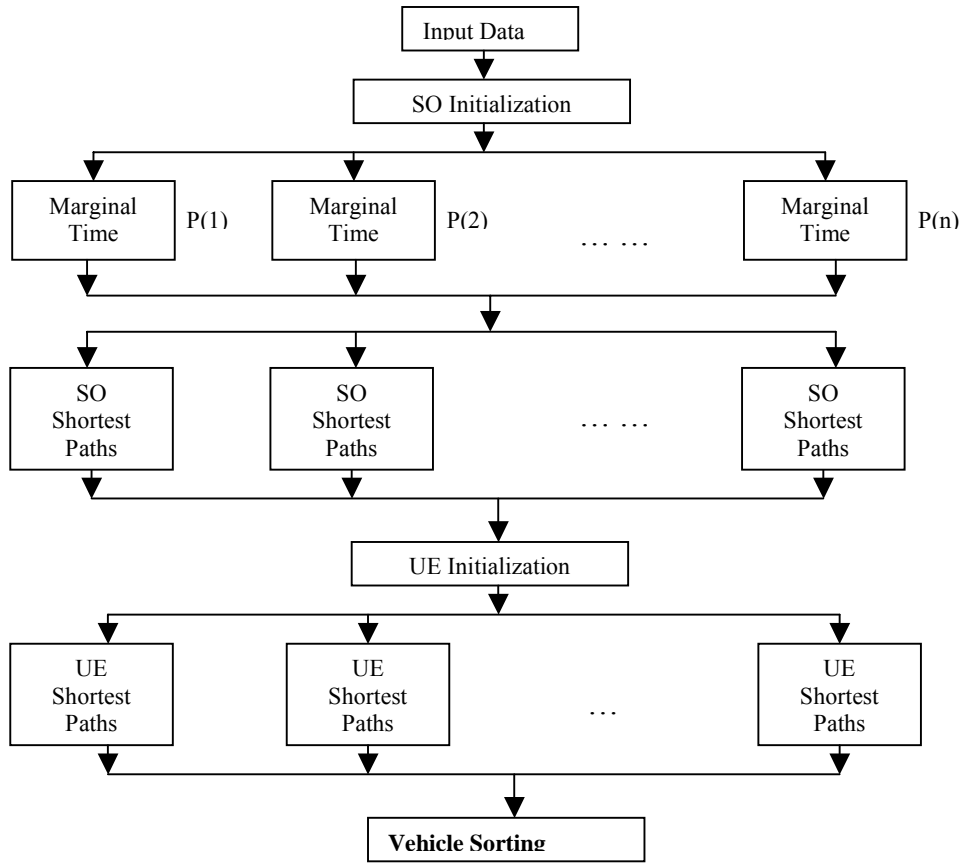 Input Data
SO Initialization
Marginal
Time
P(1)
Marginal
Time
P(2)
... ...
Marginal
Time
P(n)
SO
Shortest
Paths
SO
Shortest
Paths
... ...
SO
Shortest
Paths
UE Initialization
UE
Shortest
Paths
UE
Shortest
Paths
...
UE
Shortest
Paths
Vehicle Sorting